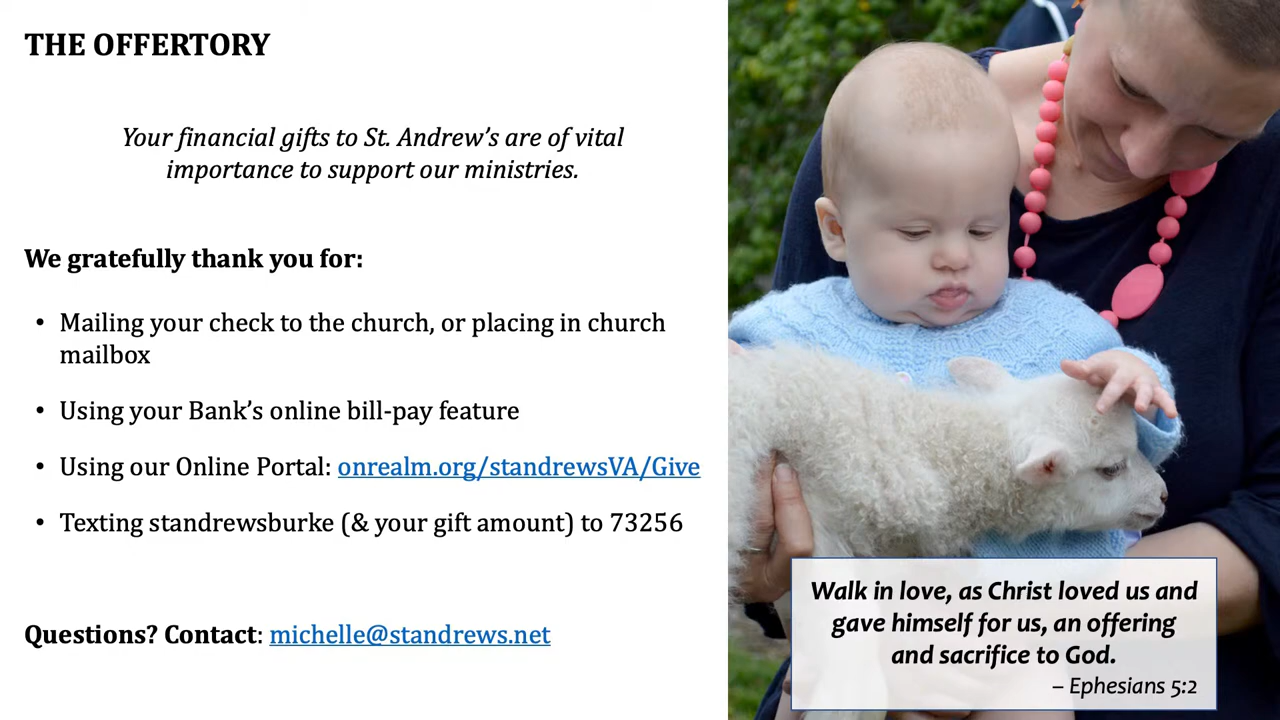 THE OFFERTORY
Your financial gifts to St. Andrew’s are of vital
importance to support our ministries.
We gratefully thank you for:
• Mailing your check to the church, or placing in church
mailbox
• Using your Bank’s online bill-pay feature
• Using our Online Portal: onrealm.org/standrewsVA/Give
• Texting standrewsburke (& your gift amount) to 73256
Questions? Contact: michelle@standrews.net
Walk in love, as Christ loved us and
gave himself for us, an offering
and sacrifice to God.
– Ephesians 5:2